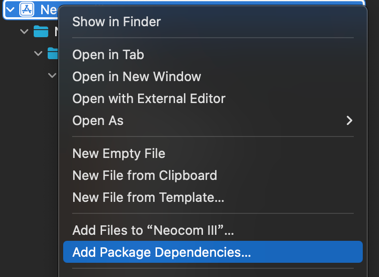 Ne
Show in Finder
Open in Tab
Open in New Window
Open with External Editor
Open As
New Empty File
New File from Clipboard
New File from Template...
Add Files to “Neocom III”...
Add Package Dependencies...